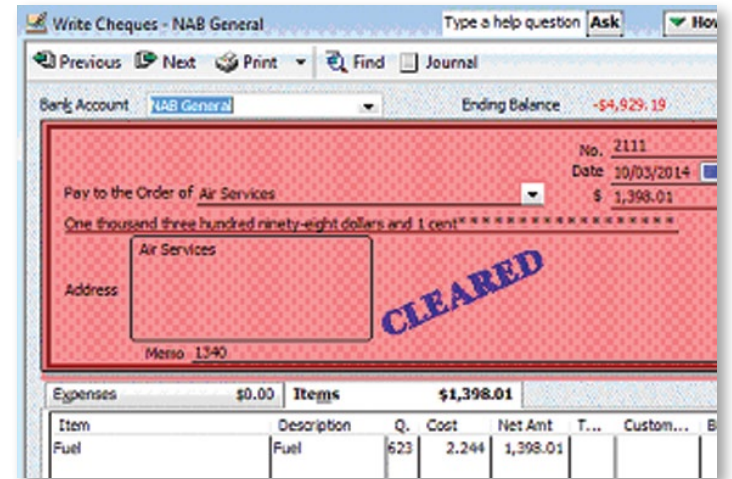 Write Cheques - NAB General Type a help question Ask How
Previous Next Print Find Journal
Bank Account NAB General Ending Balance -$4,929.19
No. 2111
Date 10/03/2014
Pay to the Order of Air Services $ 1,398.01
One thousand three hundred ninety-eight dollars and 1 cent* * * * * * * * * * * * * * * * * * * *
Air Services
Address
CLEARED
Memo 1340
Expenses $0.00 Items $1,398.01
Item Description Q. Cost Net Amt T... Custom... B
Fuel Fuel 623 2.244 1,398.01